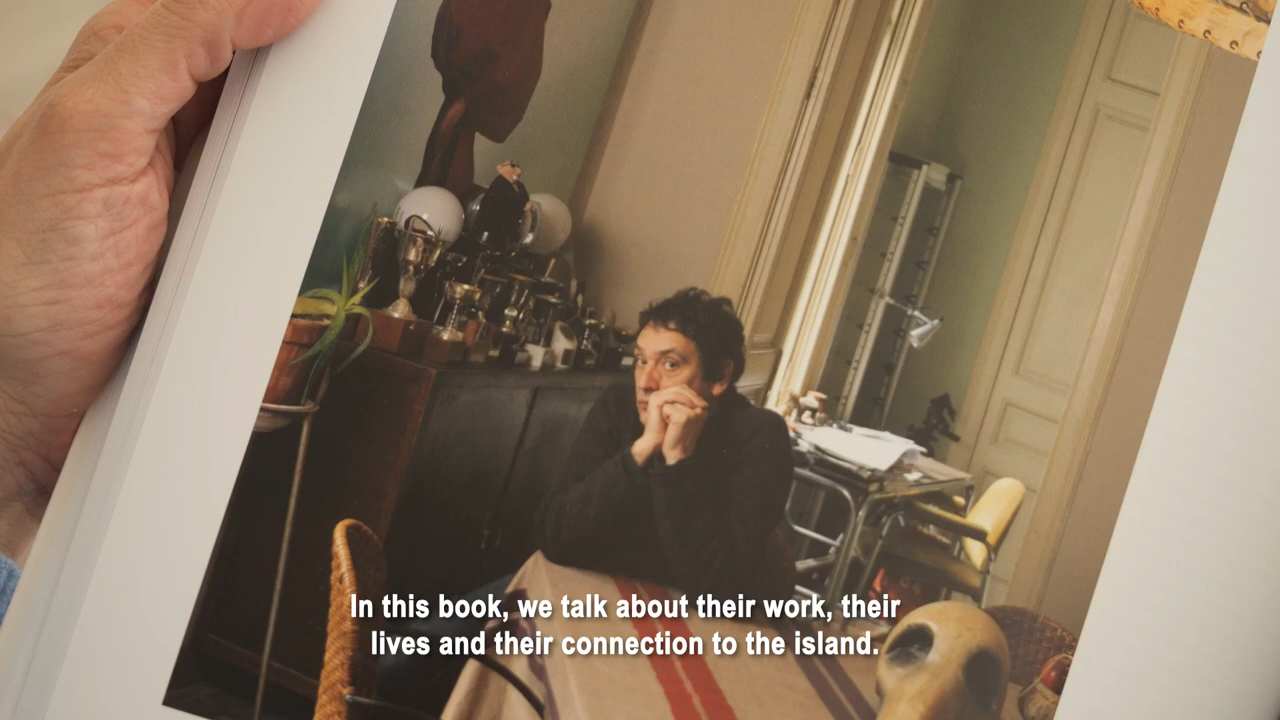 In this book, we talk about their work, their
lives and their connection to the island.